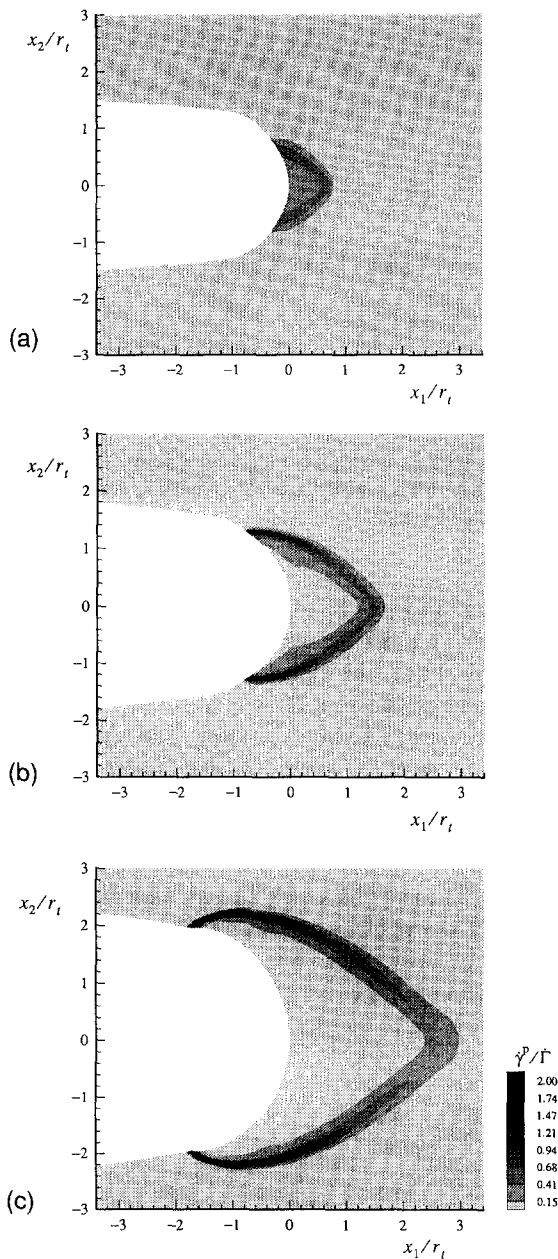 x₂/rₜ
3
2
1
0
−1
−2
−3
−3 −2 −1 0 1 2 3
x₁/rₜ
(a)
x₂/rₜ
3
2
1
0
−1
−2
−3
−3 −2 −1 0 1 2 3
x₁/rₜ
(b)
x₂/rₜ
3
2
1
0
−1
−2
−3
−3 −2 −1 0 1 2 3
x₁/rₜ
(c)
γ̇ᵖ/Γ̇
2.00
1.74
1.47
1.21
0.94
0.68
0.41
0.15